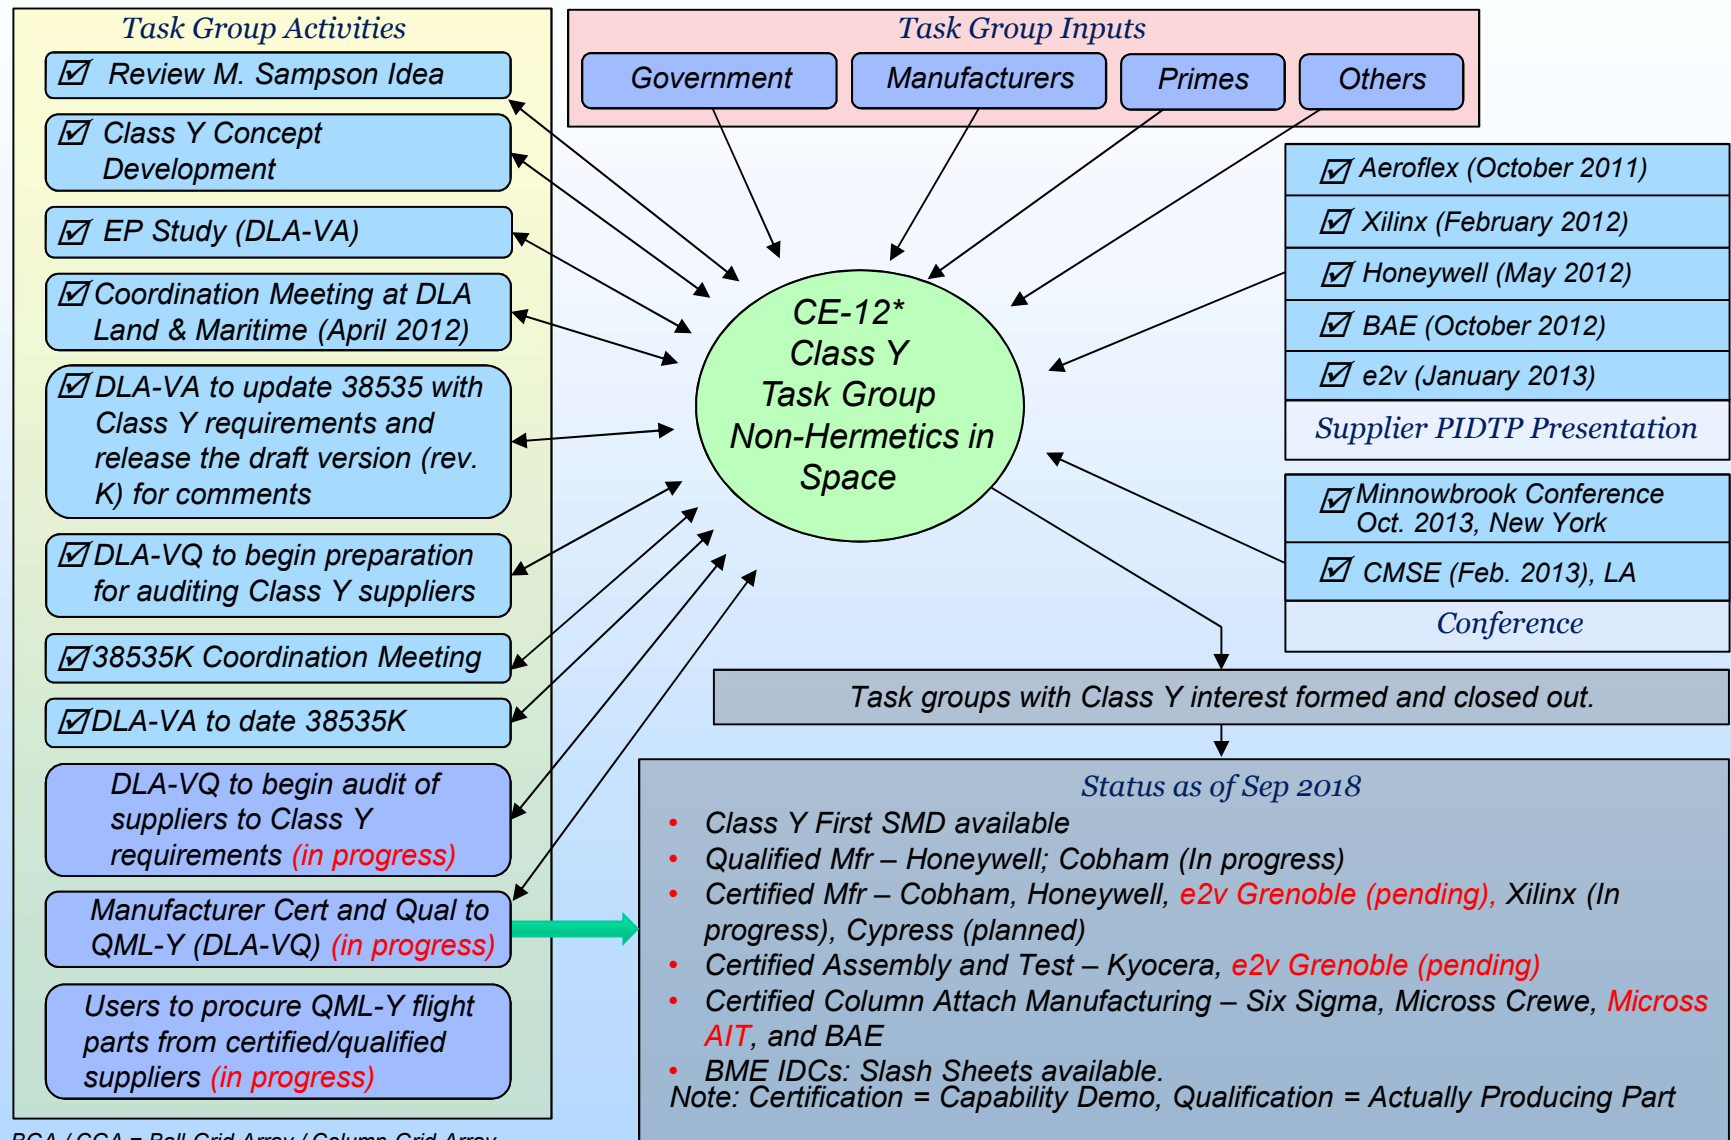 Task Group Activities
☑ Review M. Sampson Idea
☑ Class Y Concept
Development
☑ EP Study (DLA-VA)
☑ Coordination Meeting at DLA
Land & Maritime (April 2012)
☑ DLA-VA to update 38535 with
Class Y requirements and
release the draft version (rev.
K) for comments
☑ DLA-VQ to begin preparation
for auditing Class Y suppliers
☑ 38535K Coordination Meeting
☑ DLA-VA to date 38535K
DLA-VQ to begin audit of
suppliers to Class Y
requirements (in progress)
Manufacturer Cert and Qual to
QML-Y (DLA-VQ) (in progress)
Users to procure QML-Y flight
parts from certified/qualified
suppliers (in progress)
Task Group Inputs
Government
Manufacturers
Primes
Others
CE-12*
Class Y
Task Group
Non-Hermetics in
Space
☑ Aeroflex (October 2011)
☑ Xilinx (February 2012)
☑ Honeywell (May 2012)
☑ BAE (October 2012)
☑ e2v (January 2013)
Supplier PIDTP Presentation
☑ Minnowbrook Conference
Oct. 2013, New York
☑ CMSE (Feb. 2013), LA
Conference
Task groups with Class Y interest formed and closed out.
Status as of Sep 2018
• Class Y First SMD available
• Qualified Mfr – Honeywell; Cobham (In progress)
• Certified Mfr – Cobham, Honeywell, e2v Grenoble (pending), Xilinx (In
progress), Cypress (planned)
• Certified Assembly and Test – Kyocera, e2v Grenoble (pending)
• Certified Column Attach Manufacturing – Six Sigma, Micross Crewe, Micross
AIT, and BAE
• BME IDCs: Slash Sheets available.
Note: Certification = Capability Demo, Qualification = Actually Producing Part
BGA / CGA = Ball Grid Array / Column Grid Array